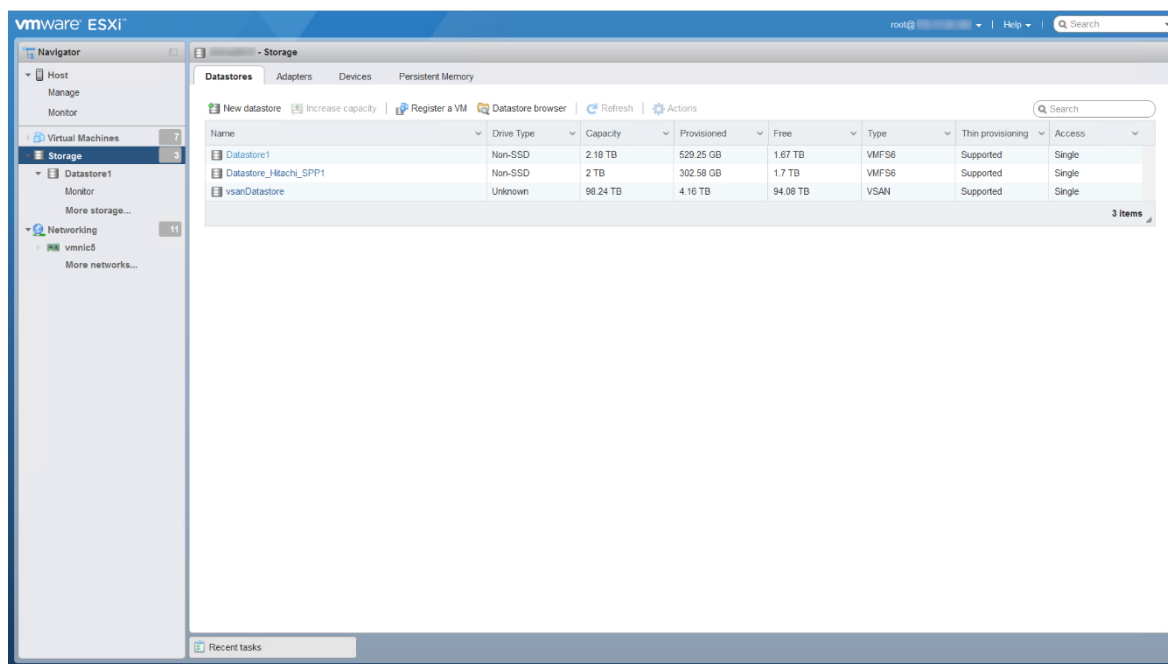 vmware ESXi™
root@ | Help | Search
Navigator
- Storage
Host
Manage
Monitor
Virtual Machines 7
Storage 3
Datastore1
Monitor
More storage...
Networking 11
vmnic5
More networks...
Datastores Adapters Devices Persistent Memory
New datastore Increase capacity | Register a VM Datastore browser | Refresh | Actions
Search
Name Drive Type Capacity Provisioned Free Type Thin provisioning Access
Datastore1 Non-SSD 2.18 TB 529.25 GB 1.67 TB VMFS6 Supported Single
Datastore_Hitachi_SPP1 Non-SSD 2 TB 302.58 GB 1.7 TB VMFS6 Supported Single
vsanDatastore Unknown 98.24 TB 4.16 TB 94.08 TB VSAN Supported Single
3 items
Recent tasks